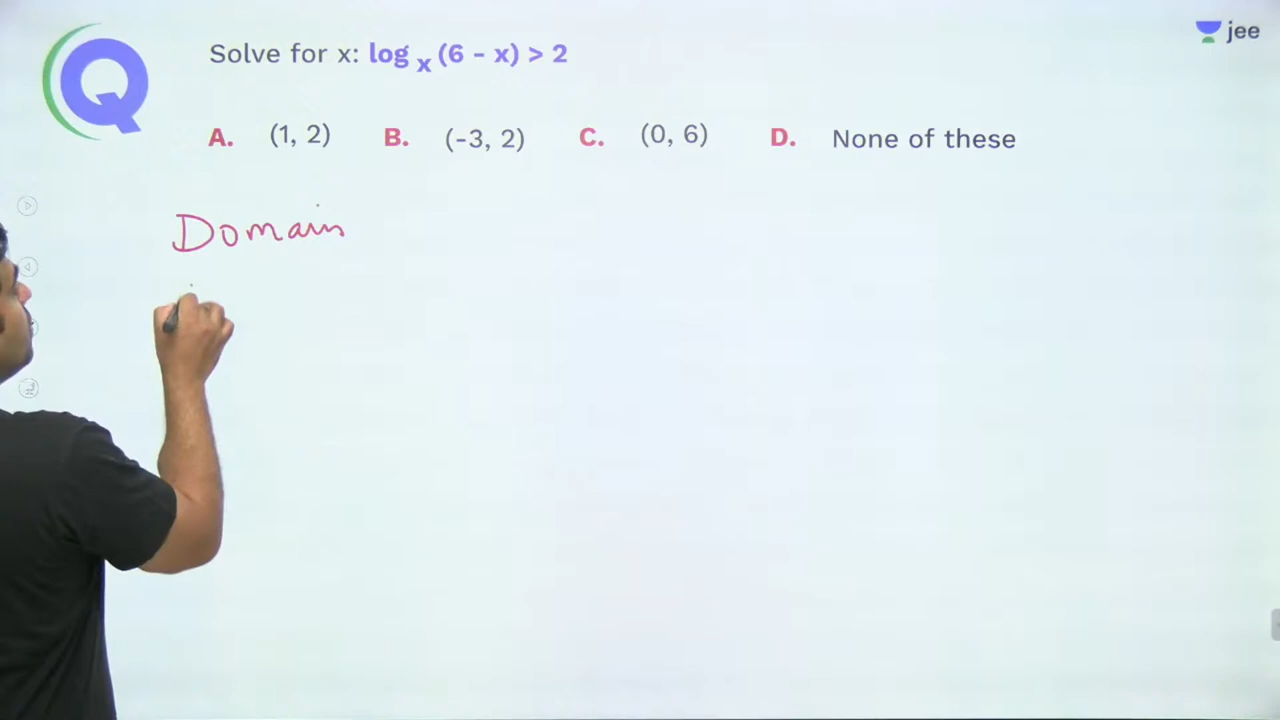 jee
Q
Solve for x: log x (6 - x) > 2
A. (1, 2) B. (-3, 2) C. (0, 6) D. None of these
Domain